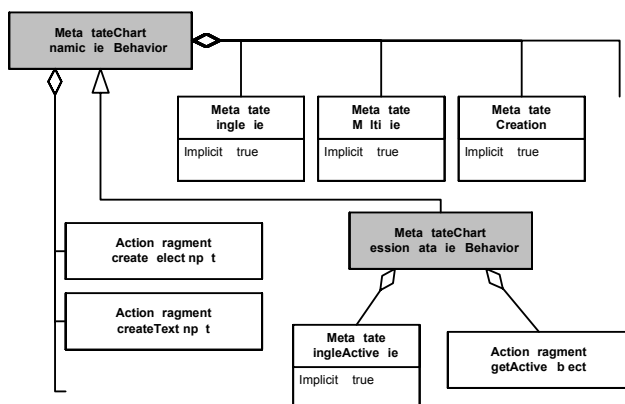 Meta tateChart
namic ie Behavior
Meta tate
ingle ie
Implicit true
Meta tate
M lti ie
Implicit true
Meta tate
Creation
Implicit true
Action ragment
create elect np t
Action ragment
createText np t
Meta tateChart
ession ata ie Behavior
Meta tate
ingleActive ie
Implicit true
Action ragment
getActive b ect